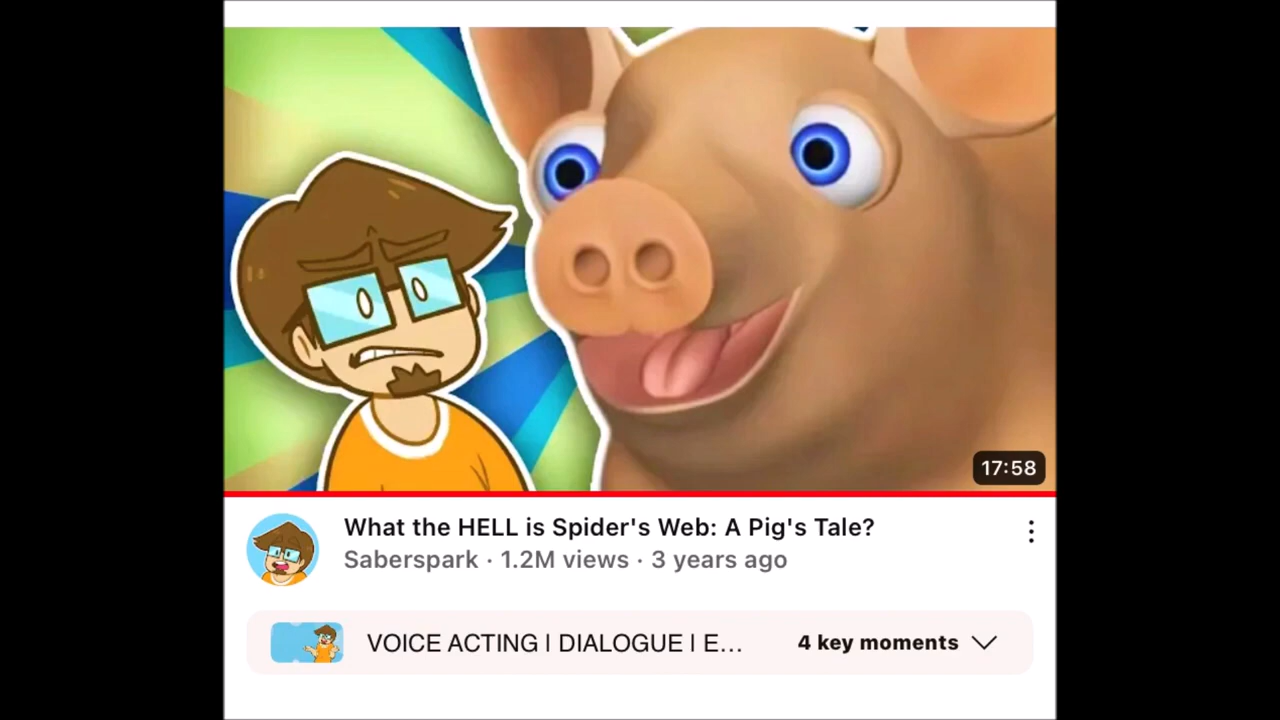 17:58
What the HELL is Spider's Web: A Pig's Tale?
Saberspark · 1.2M views · 3 years ago
VOICE ACTING | DIALOGUE | E... 4 key moments